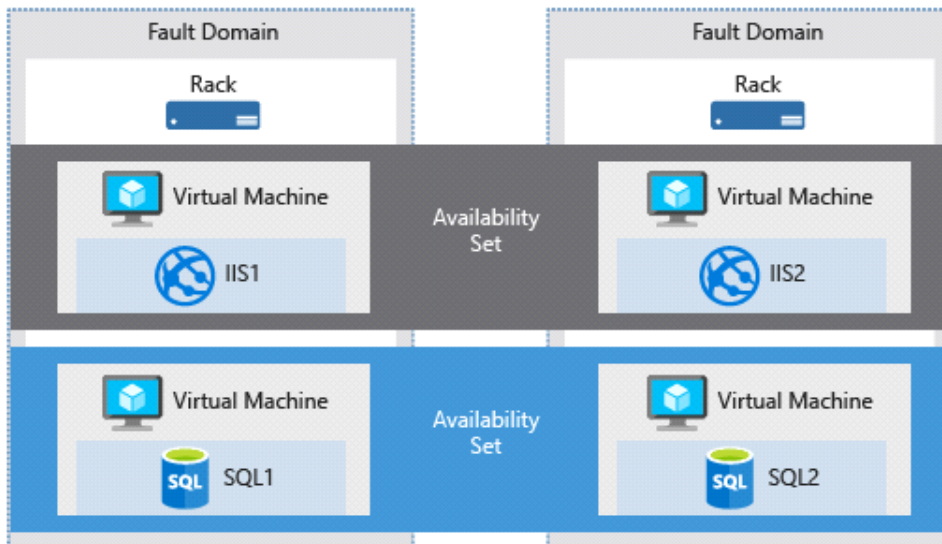 Fault Domain
Fault Domain
Rack
Rack
Virtual Machine
Availability
Set
Virtual Machine
IIS1
IIS2
Virtual Machine
Availability
Set
Virtual Machine
SQL
SQL1
SQL
SQL2